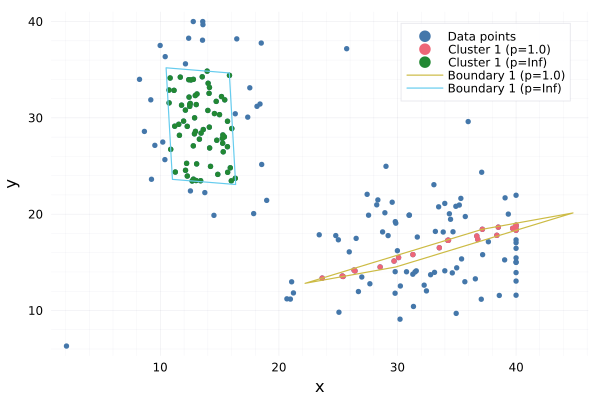 40
30
20
10
y
10
20
30
40
x
Data points
Cluster 1 (p=1.0)
Cluster 1 (p=Inf)
Boundary 1 (p=1.0)
Boundary 1 (p=Inf)